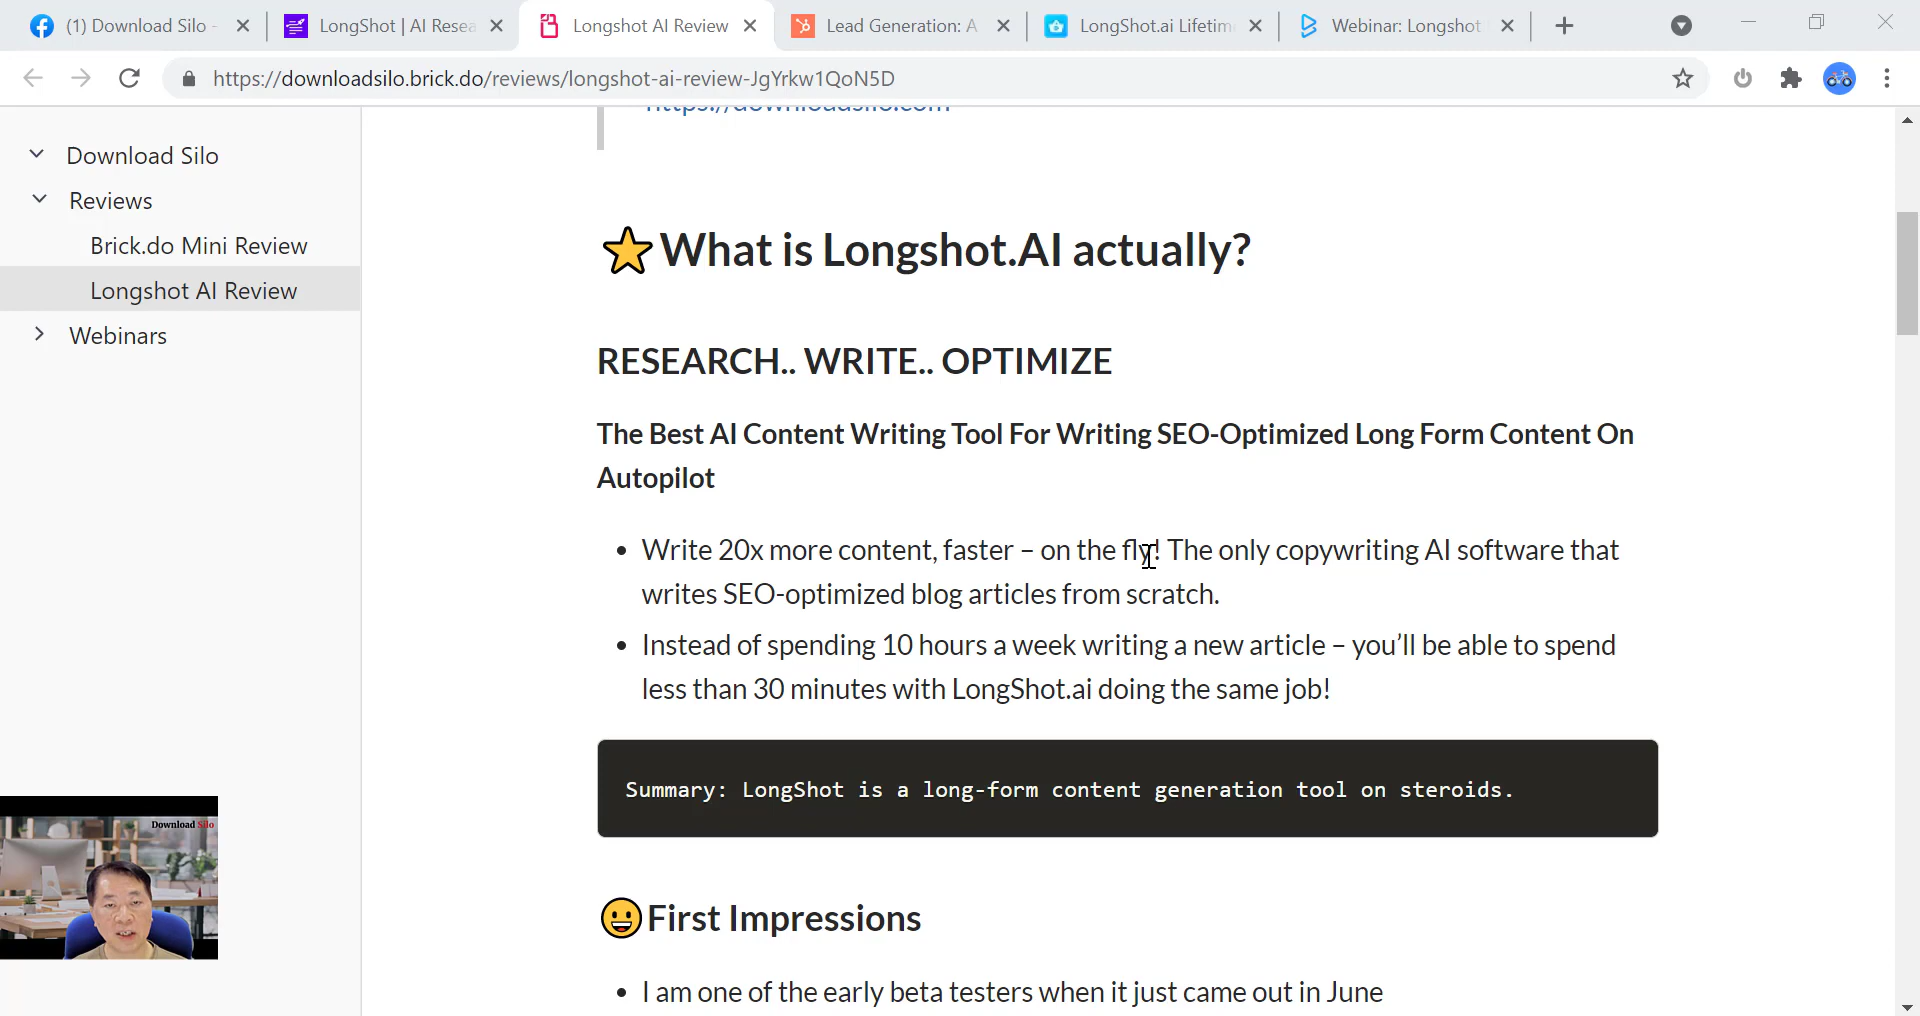 (1) Download Silo -
LongShot | AI Resea
Longshot AI Review
Lead Generation: A
LongShot.ai Lifetim
Webinar: Longshot
https://downloadsilo.brick.do/reviews/longshot-ai-review-JgYrkw1QoN5D
https://downloadsilo.com
Download Silo
Reviews
Brick.do Mini Review
Longshot AI Review
Webinars
What is Longshot.AI actually?
RESEARCH.. WRITE.. OPTIMIZE
The Best AI Content Writing Tool For Writing SEO-Optimized Long Form Content On
Autopilot
• Write 20x more content, faster – on the fly! The only copywriting AI software that
writes SEO-optimized blog articles from scratch.
• Instead of spending 10 hours a week writing a new article – you’ll be able to spend
less than 30 minutes with LongShot.ai doing the same job!
Summary: LongShot is a long-form content generation tool on steroids.
Download Silo
First Impressions
• I am one of the early beta testers when it just came out in June